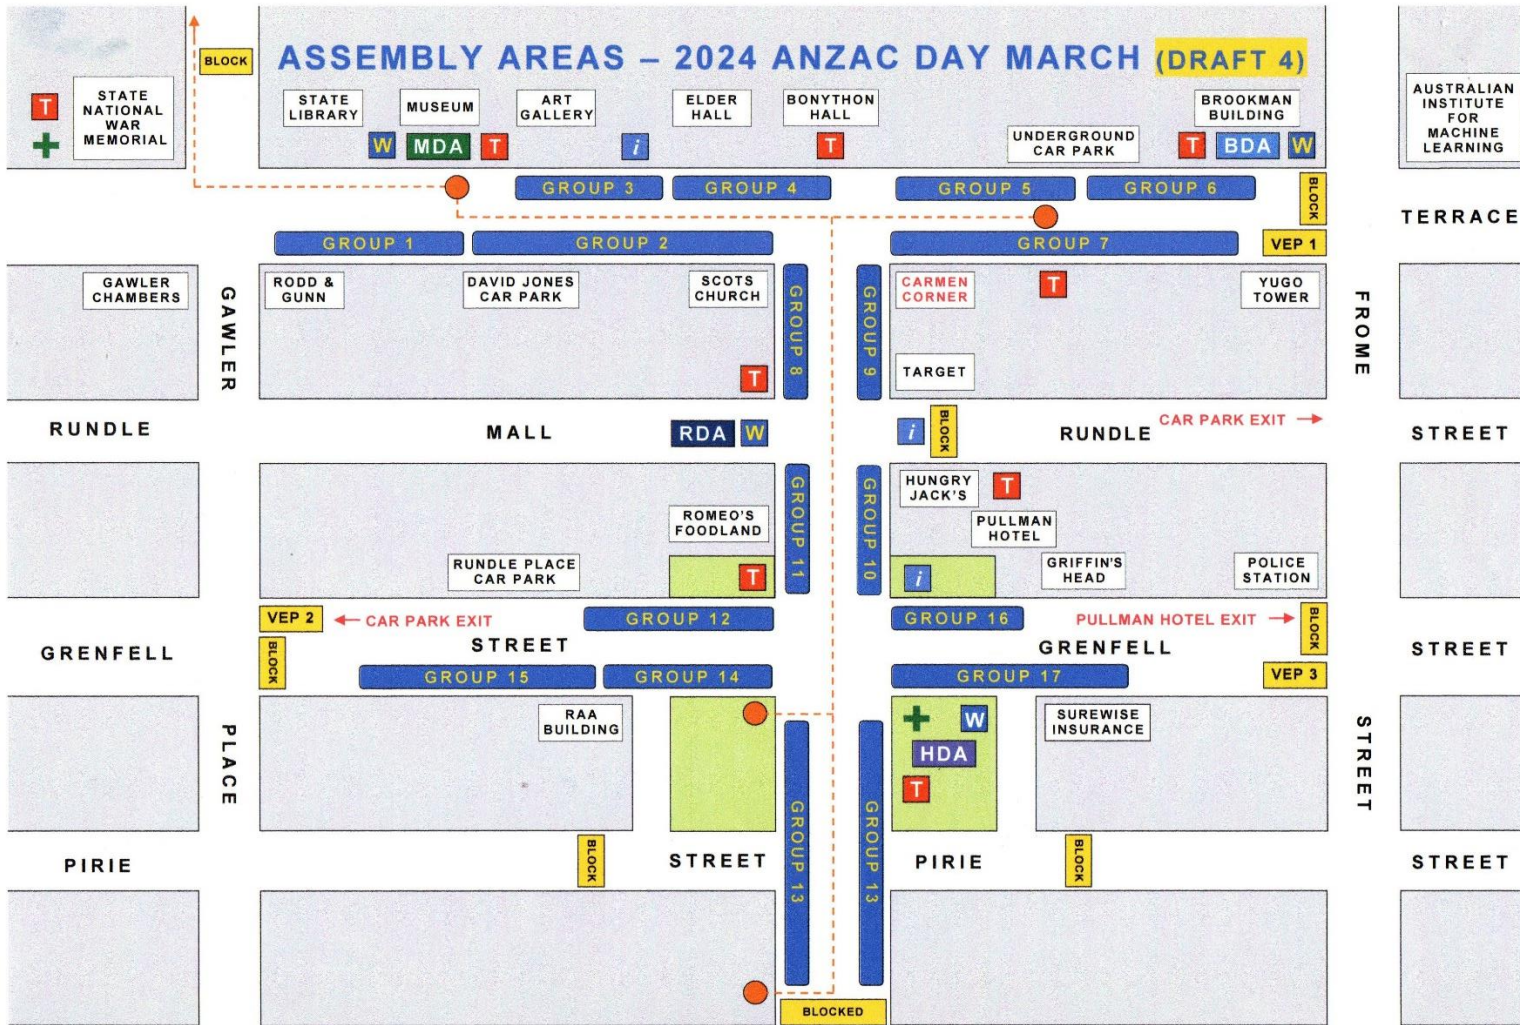 BLOCK
ASSEMBLY AREAS – 2024 ANZAC DAY MARCH (DRAFT 4)
T
STATE
NATIONAL
WAR
MEMORIAL
STATE
LIBRARY
MUSEUM
ART
GALLERY
ELDER
HALL
BONYTHON
HALL
BROOKMAN
BUILDING
UNDERGROUND
CAR PARK
AUSTRALIAN
INSTITUTE
FOR
MACHINE
LEARNING
W
MDA
T
i
T
T
BDA
W
GROUP 3
GROUP 4
GROUP 5
GROUP 6
BLOCK
TERRACE
GROUP 1
GROUP 2
GROUP 7
VEP 1
GAWLER
CHAMBERS
GAWLER
RODD &
GUNN
DAVID JONES
CAR PARK
SCOTS
CHURCH
GROUP 8
GROUP 9
CARMEN
CORNER
T
YUGO
TOWER
FROME
T
TARGET
RUNDLE
MALL
RDA
W
i
BLOCK
RUNDLE
CAR PARK EXIT
STREET
ROMEO'S
FOODLAND
RUNDLE PLACE
CAR PARK
T
GROUP 11
GROUP 10
HUNGRY
JACK'S
T
PULLMAN
HOTEL
i
GRIFFIN'S
HEAD
POLICE
STATION
VEP 2
CAR PARK EXIT
GROUP 12
GROUP 16
PULLMAN HOTEL EXIT
BLOCK
GRENFELL
BLOCK
STREET
GRENFELL
STREET
GROUP 15
GROUP 14
GROUP 17
VEP 3
PLACE
RAA
BUILDING
GROUP 13
GROUP 13
W
HDA
T
SUREWISE
INSURANCE
STREET
PIRIE
BLOCK
STREET
PIRIE
BLOCK
STREET
BLOCKED